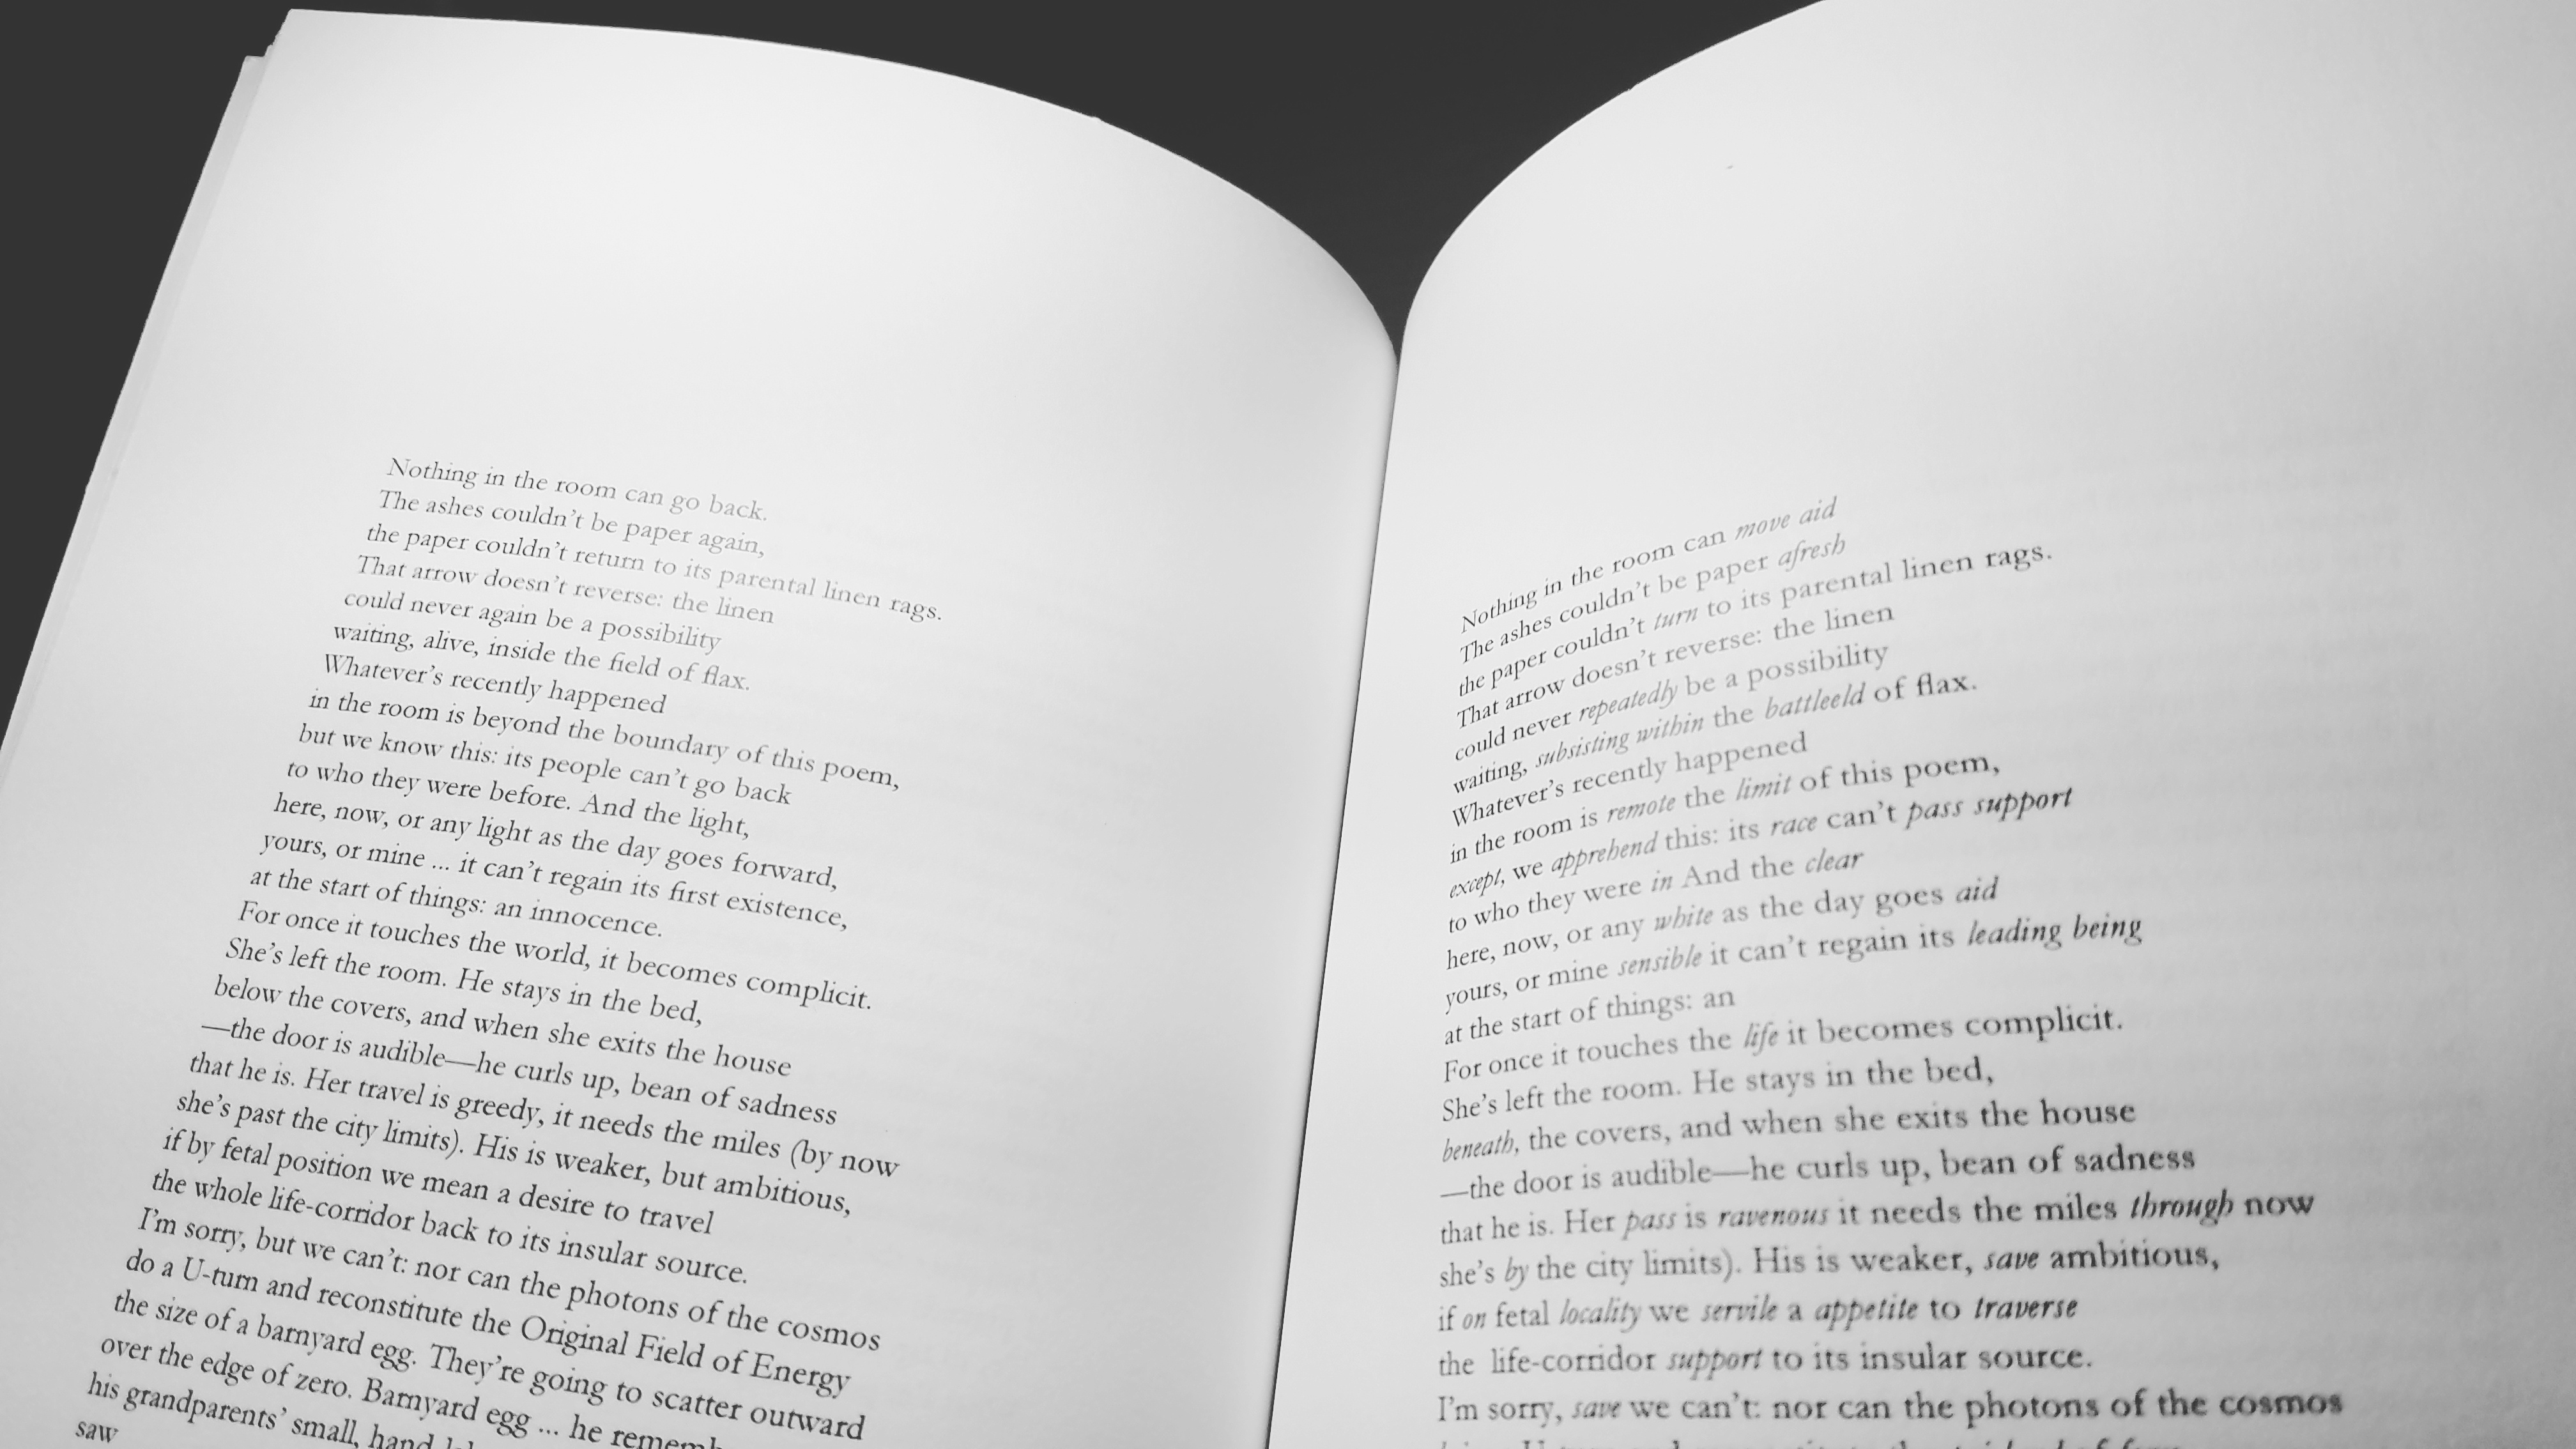 Nothing in the room can go back.
The ashes couldn't be paper again,
the paper couldn't return to its parental linen rags.
That arrow doesn't reverse: the linen
could never again be a possibility
waiting, alive, inside the field of flax.
Whatever's recently happened
in the room is beyond the boundary of this poem,
but we know this: its people can't go back
to who they were before. And the light,
here, now, or any light as the day goes forward,
yours, or mine ... it can't regain its first existence,
at the start of things: an innocence.
For once it touches the world, it becomes complicit.
She's left the room. He stays in the bed,
below the covers, and when she exits the house
—the door is audible—he curls up, bean of sadness
that he is. Her travel is greedy, it needs the miles (by now
she's past the city limits). His is weaker, but ambitious,
if by fetal position we mean a desire to travel
the whole life-corridor back to its insular source.
I'm sorry, but we can't: nor can the photons of the cosmos
do a U-turn and reconstitute the Original Field of Energy
the size of a barnyard egg. They're going to scatter outward
over the edge of zero. Barnyard egg ... he
his grandparents' small,
saw
Nothing in the room can move aid
The ashes couldn't be paper afresh
the paper couldn't turn to its parental linen rags.
That arrow doesn't reverse: the linen
could never repeatedly be a possibility
waiting, subsisting within the battleeld of flax.
Whatever's recently happened
in the room is remote the limit of this poem,
except, we apprehend this: its race can't pass support
to who they were in And the clear
here, now, or any white as the day goes aid
yours, or mine sensible it can't regain its leading being
at the start of things: an
For once it touches the life it becomes complicit.
She's left the room. He stays in the bed,
beneath, the covers, and when she exits the house
—the door is audible—he curls up, bean of sadness
that he is. Her pass is ravenous it needs the miles through now
she's by the city limits). His is weaker, save ambitious,
if on fetal locality we servile a appetite to traverse
the life-corridor support to its insular source.
I'm sorry, save we can't: nor can the photons of the cosmos